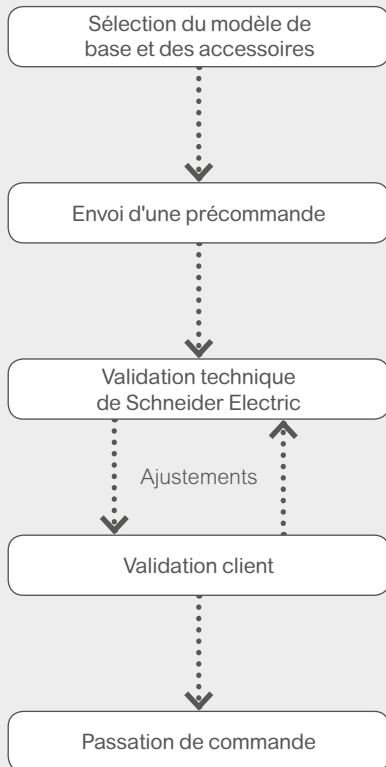 Sélection du modèle de
base et des accessoires
Envoi d'une précommande
Validation technique
de Schneider Electric
Ajustements
Validation client
Passation de commande